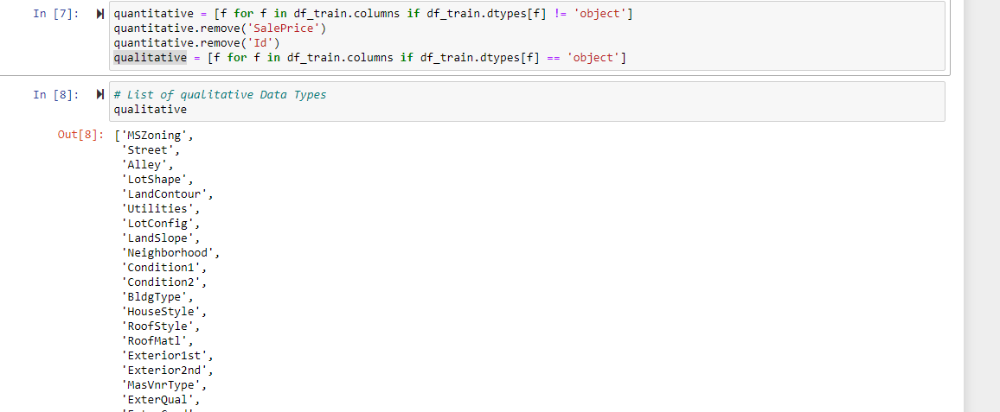 In [7]: quantitative = [f for f in df_train.columns if df_train.dtypes[f] != 'object']
quantitative.remove('SalePrice')
quantitative.remove('Id')
qualitative = [f for f in df_train.columns if df_train.dtypes[f] == 'object']
In [8]: # List of qualitative Data Types
qualitative
Out[8]: ['MSZoning',
'Street',
'Alley',
'LotShape',
'LandContour',
'Utilities',
'LotConfig',
'LandSlope',
'Neighborhood',
'Condition1',
'Condition2',
'BldgType',
'HouseStyle',
'RoofStyle',
'RoofMatl',
'Exterior1st',
'Exterior2nd',
'MasVnrType',
'ExterQual',